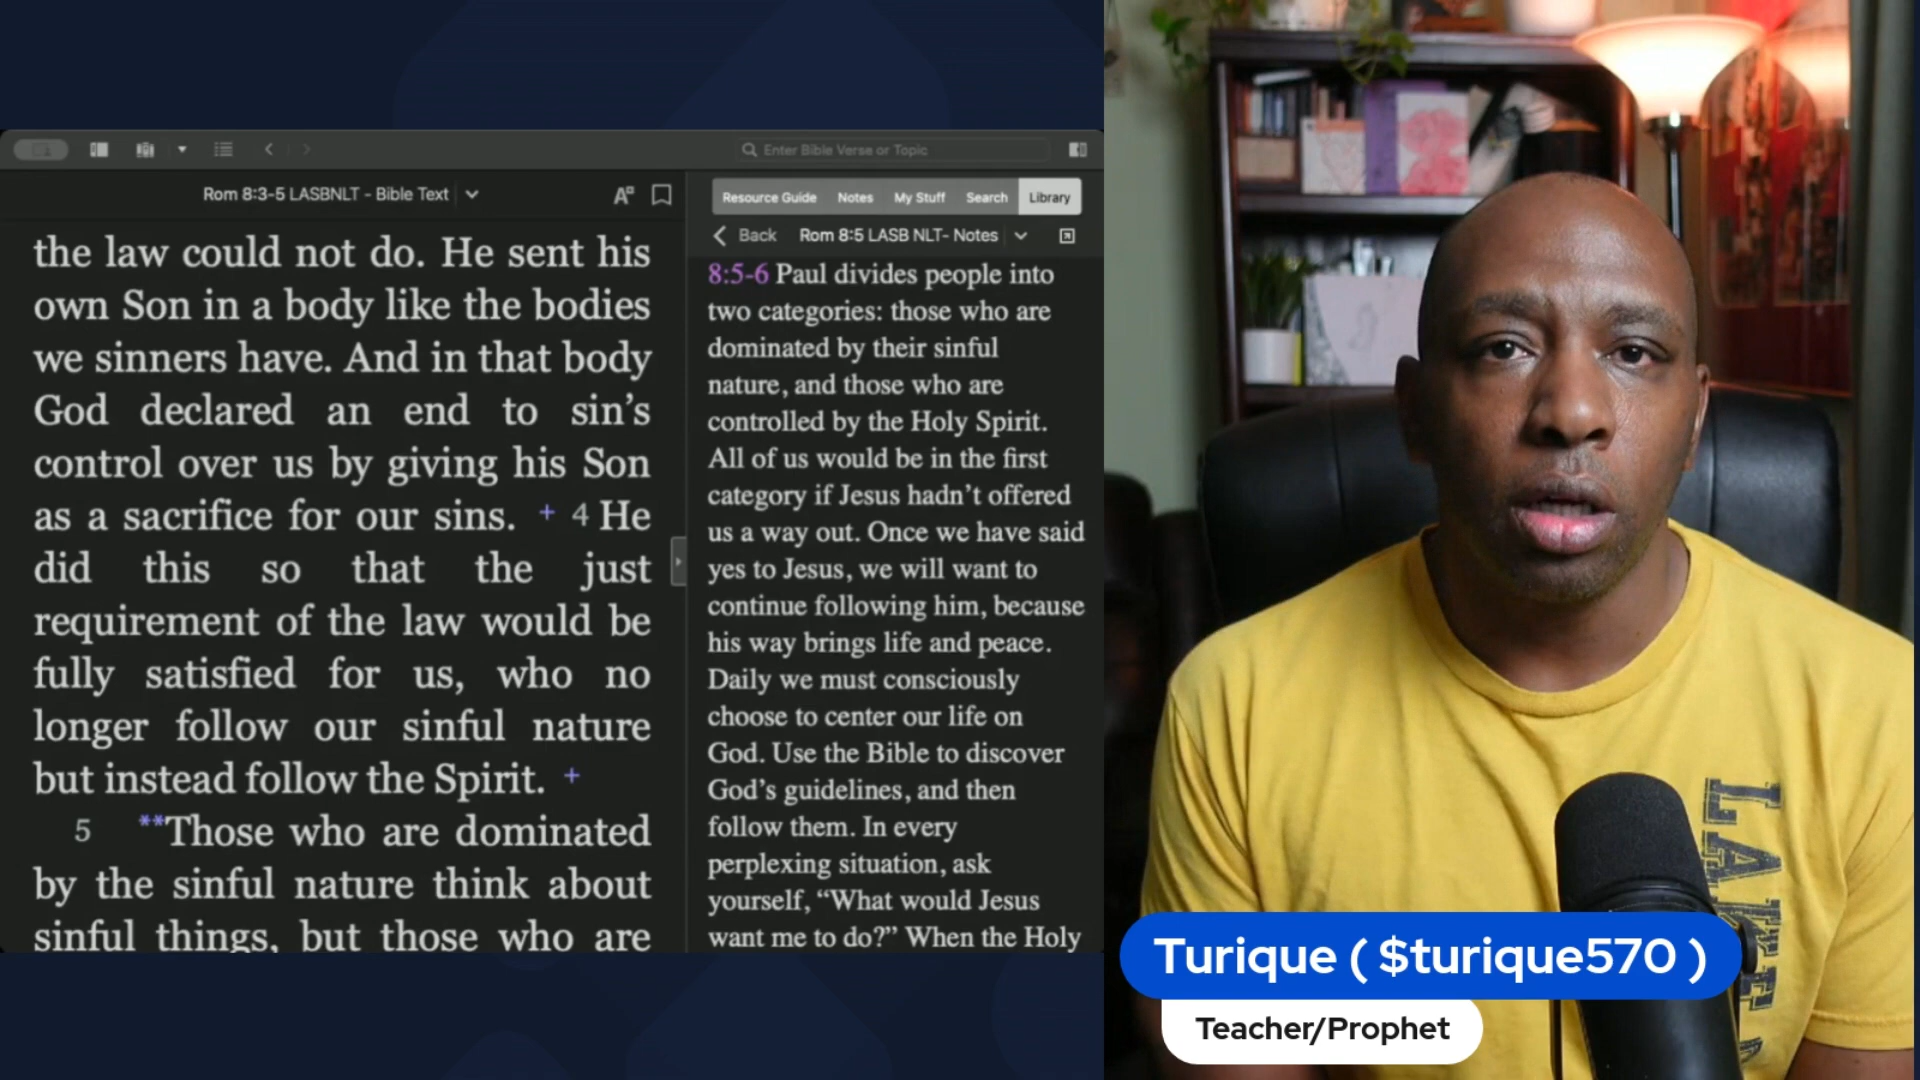 Enter Bible Verse or Topic
Rom 8:3-5 LASBNLT - Bible Text
the law could not do. He sent his
own Son in a body like the bodies
we sinners have. And in that body
God declared an end to sin’s
control over us by giving his Son
as a sacrifice for our sins. + 4 He
did this so that the just
requirement of the law would be
fully satisfied for us, who no
longer follow our sinful nature
but instead follow the Spirit. +
5 **Those who are dominated
by the sinful nature think about
sinful things, but those who are
Resource Guide Notes My Stuff Search Library
Back Rom 8:5 LASB NLT- Notes
8:5-6 Paul divides people into
two categories: those who are
dominated by their sinful
nature, and those who are
controlled by the Holy Spirit.
All of us would be in the first
category if Jesus hadn’t offered
us a way out. Once we have said
yes to Jesus, we will want to
continue following him, because
his way brings life and peace.
Daily we must consciously
choose to center our life on
God. Use the Bible to discover
God’s guidelines, and then
follow them. In every
perplexing situation, ask
yourself, “What would Jesus
want me to do?” When the Holy
Turique ( $turique570 )
Teacher/Prophet